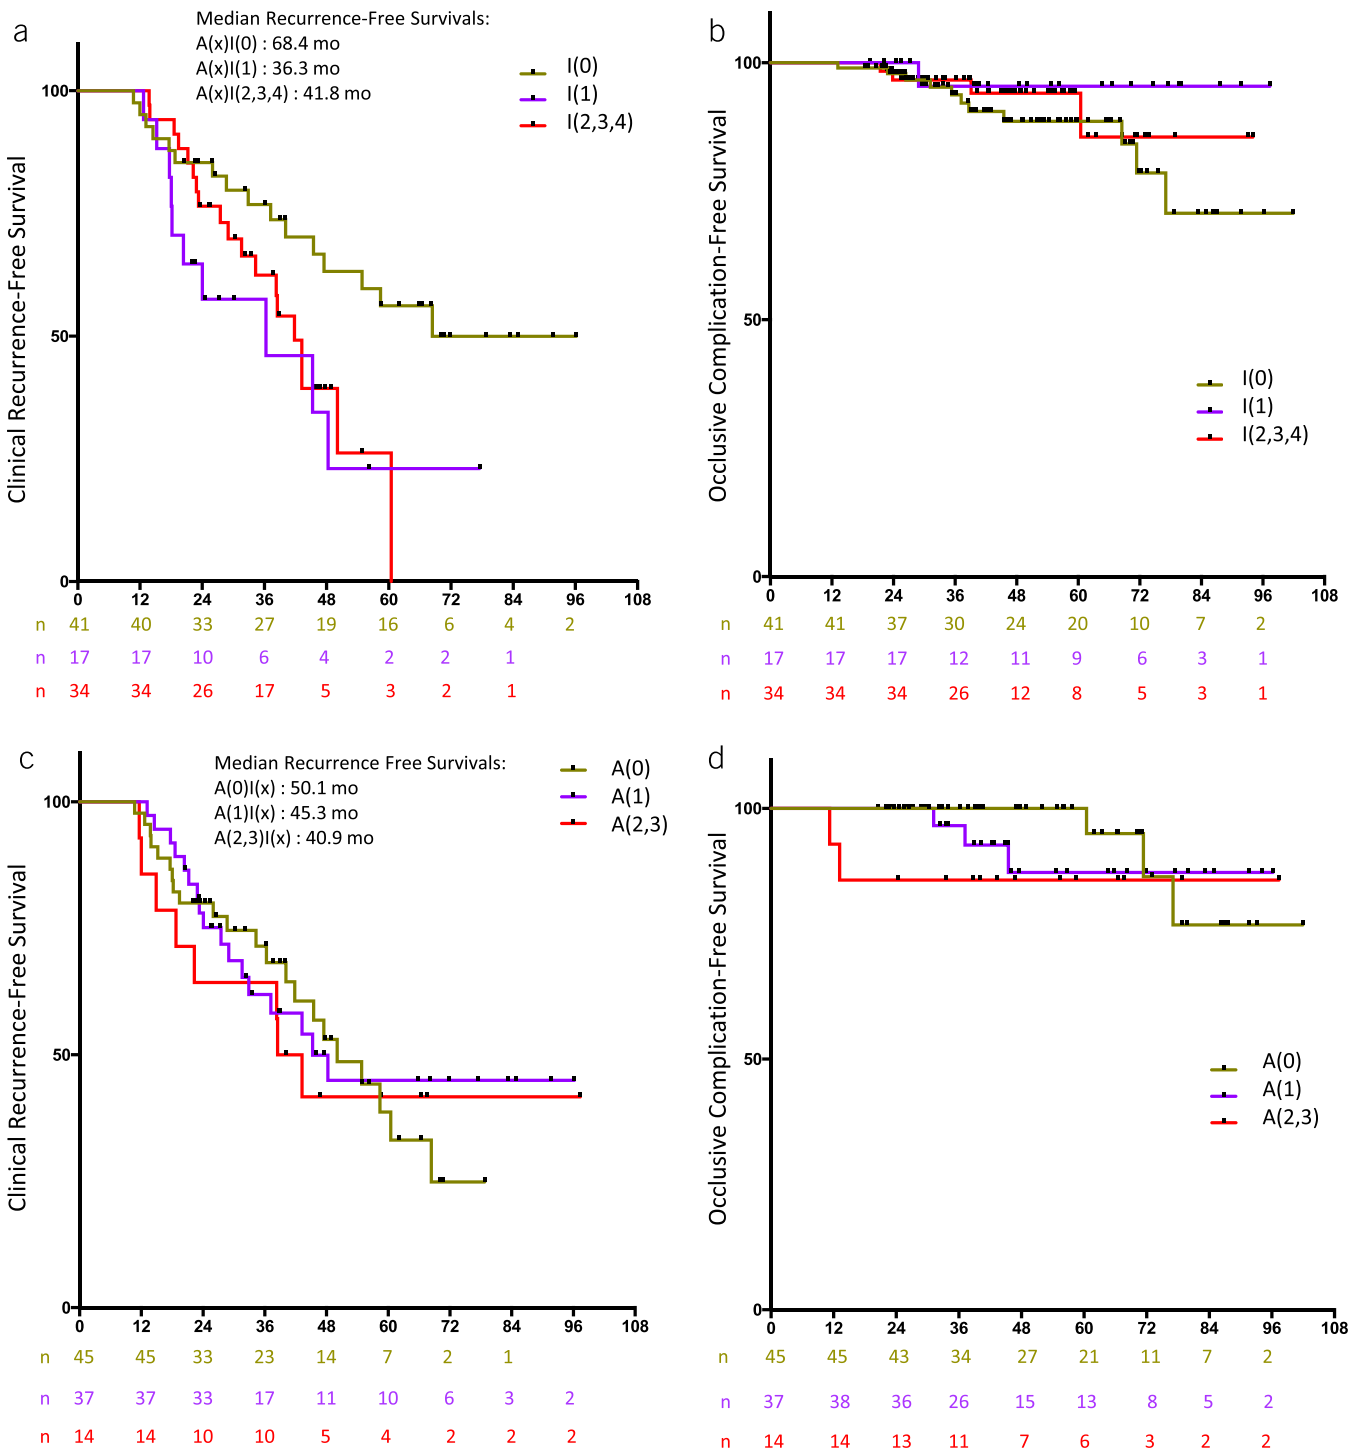 a
Median Recurrence-Free Survivals:
A(x)I(0) : 68.4 mo
A(x)I(1) : 36.3 mo
A(x)I(2,3,4) : 41.8 mo
I(0)
I(1)
I(2,3,4)
Clinical Recurrence-Free Survival
100
50
0
0 12 24 36 48 60 72 84 96 108
n 41 40 33 27 19 16 6 4 2
n 17 17 10 6 4 2 2 1
n 34 34 26 17 5 3 2 1
b
Occlusive Complication-Free Survival
100
50
0
I(0)
I(1)
I(2,3,4)
0 12 24 36 48 60 72 84 96 108
n 41 41 37 30 24 20 10 7 2
n 17 17 17 12 11 9 6 3 1
n 34 34 34 26 12 8 5 3 1
c
Median Recurrence Free Survivals:
A(0)I(x) : 50.1 mo
A(1)I(x) : 45.3 mo
A(2,3)I(x) : 40.9 mo
A(0)
A(1)
A(2,3)
Clinical Recurrence-Free Survival
100
50
0
0 12 24 36 48 60 72 84 96 108
n 45 45 33 23 14 7 2 1
n 37 37 33 17 11 10 6 3 2
n 14 14 10 10 5 4 2 2 2
d
Occlusive Complication-Free Survival
100
50
0
A(0)
A(1)
A(2,3)
0 12 24 36 48 60 72 84 96 108
n 45 45 43 34 27 21 11 7 2
n 37 38 36 26 15 13 8 5 2
n 14 14 13 11 7 6 3 2 2